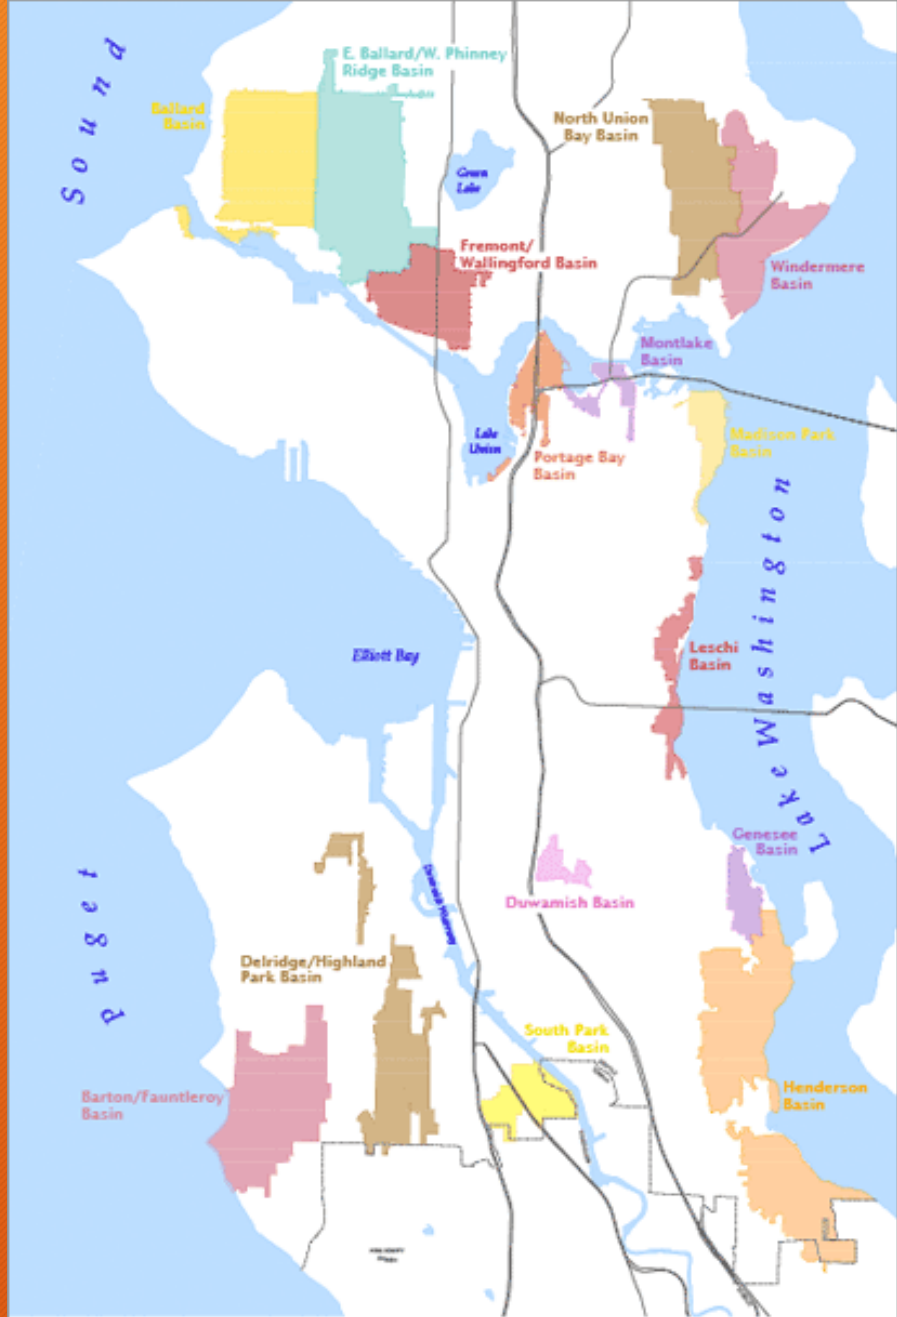 Sound
E. Ballard/W. Phinney
Ridge Basin
Ballard
Basin
North Union
Bay Basin
Green
Lake
Fremont/
Wallingford Basin
Windermere
Basin
Montlake
Basin
Lake
Union
Portage Bay
Basin
Madison Park
Basin
Lake Washington
Elliott Bay
Leschi
Basin
Genesee
Basin
Puget
Duwamish Basin
Delridge/Highland
Park Basin
South Park
Basin
Barton/Fauntleroy
Basin
Henderson
Basin